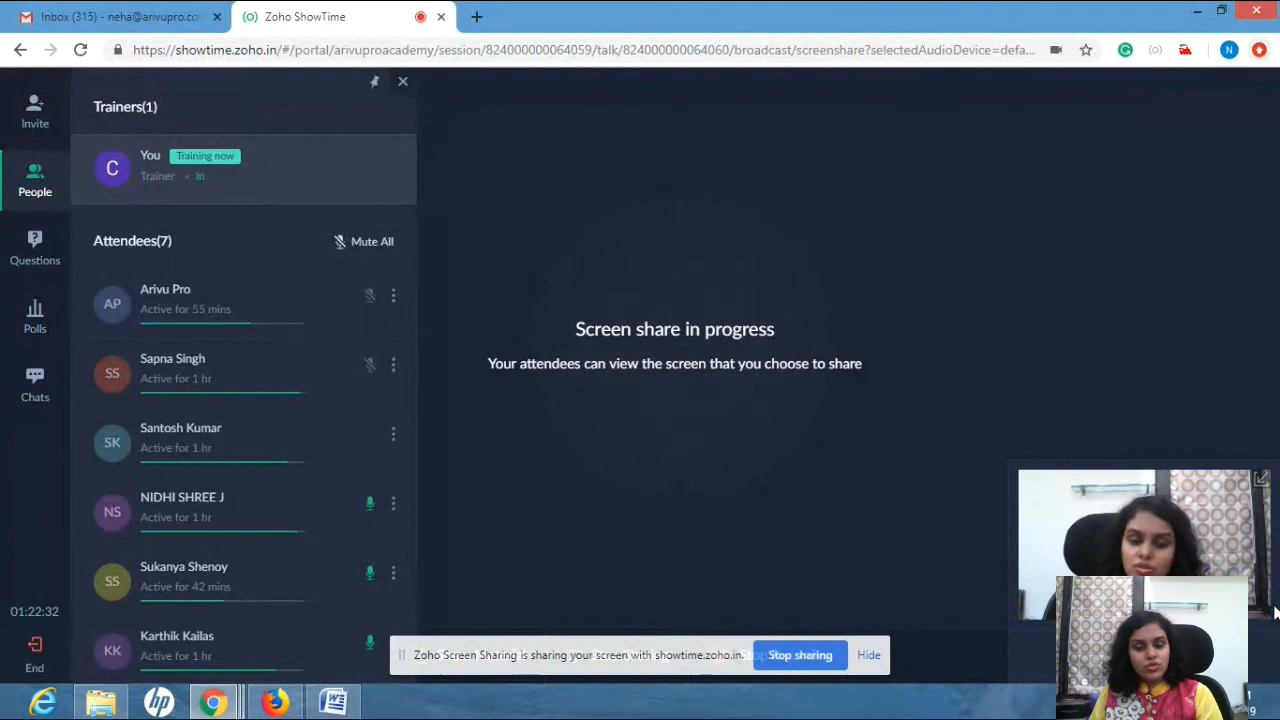 Inbox (315) - neha@arivupro.co
Zoho ShowTime
https://showtime.zoho.in/#/portal/arivuproacademy/session/824000000064059/talk/824000000064060/broadcast/screenshare?selectedAudioDevice=defa...
N
Invite
People
Questions
Polls
Chats
01:22:32
End
Trainers(1)
C
You Training now
Trainer In
Attendees(7)
Mute All
AP
Arivu Pro
Active for 55 mins
SS
Sapna Singh
Active for 1 hr
SK
Santosh Kumar
Active for 1 hr
NS
NIDHI SHREE J
Active for 1 hr
SS
Sukanya Shenoy
Active for 42 mins
KK
Karthik Kailas
Active for 1 hr
Screen share in progress
Your attendees can view the screen that you choose to share
Zoho Screen Sharing is sharing your screen with showtime.zoho.in.
Stop sharing
Hide
hp
W